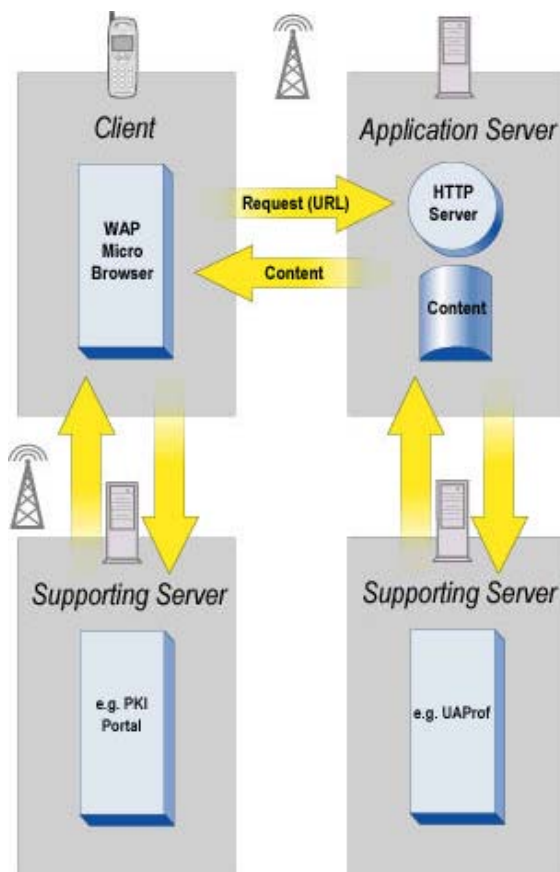 Client
Application Server
WAP
Micro
Browser
Request (URL)
HTTP
Server
Content
Content
Supporting Server
Supporting Server
e.g. PKI
Portal
e.g. UAProf